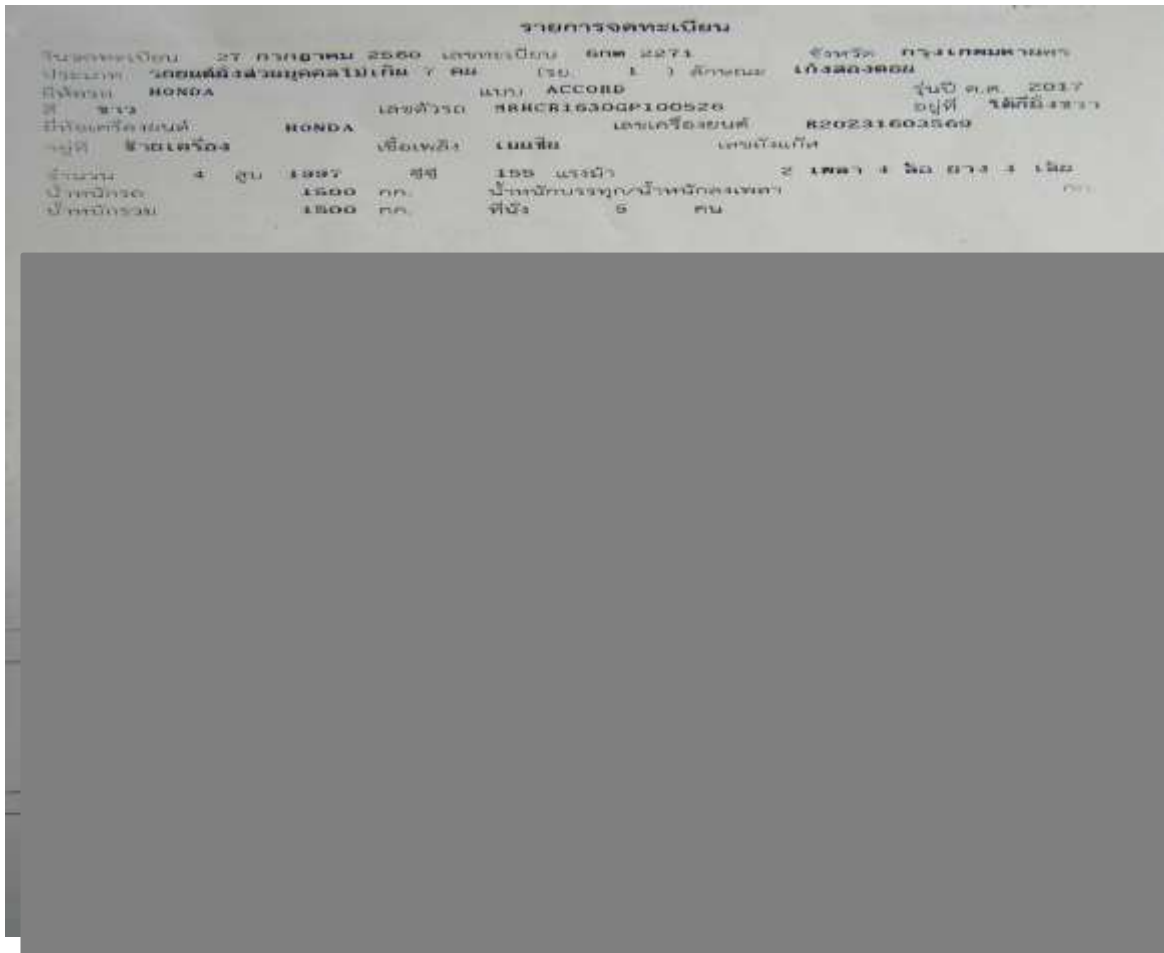 รายการจดทะเบียน
วันจดทะเบียน 27 กรกฎาคม 2560 เลขทะเบียน 6กต 2271 จังหวัด กรุงเทพมหานคร
ประเภท รถยนต์นั่งส่วนบุคคลไม่เกิน 7 คน (รย. 1 ) ลักษณะ เก๋งสองตอน
ยี่ห้อรถ HONDA แบบ ACCORD รุ่นปี ค.ศ. 2017
สี ขาว เลขตัวรถ MRHCR1630GP100526 อยู่ที่ ใต้ที่นั่งขวา
ยี่ห้อเครื่องยนต์ HONDA เลขเครื่องยนต์ R20Z31603569
อยู่ที่ ซ้ายเครื่อง เชื้อเพลิง เบนซิน เลขถังแก๊ส
จำนวน 4 สูบ 1997 ซีซี 155 แรงม้า 2 เพลา 4 ล้อ ยาง 4 เส้น
น้ำหนักรถ 1500 กก. น้ำหนักบรรทุก/น้ำหนักลงเพลา กก.
น้ำหนักรวม 1500 กก. ที่นั่ง 5 คน